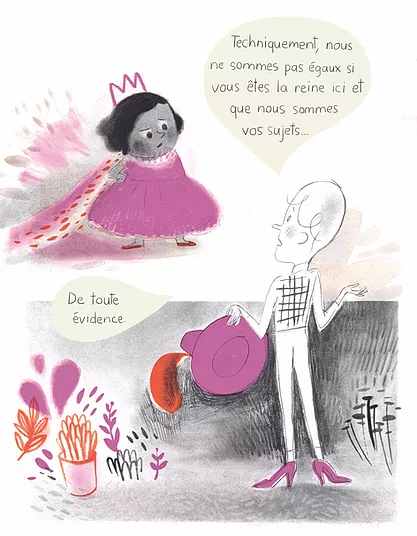 Techniquement, nous
ne sommes pas égaux si
vous êtes la reine ici et
que nous sommes
vos sujets...
De toute
évidence.